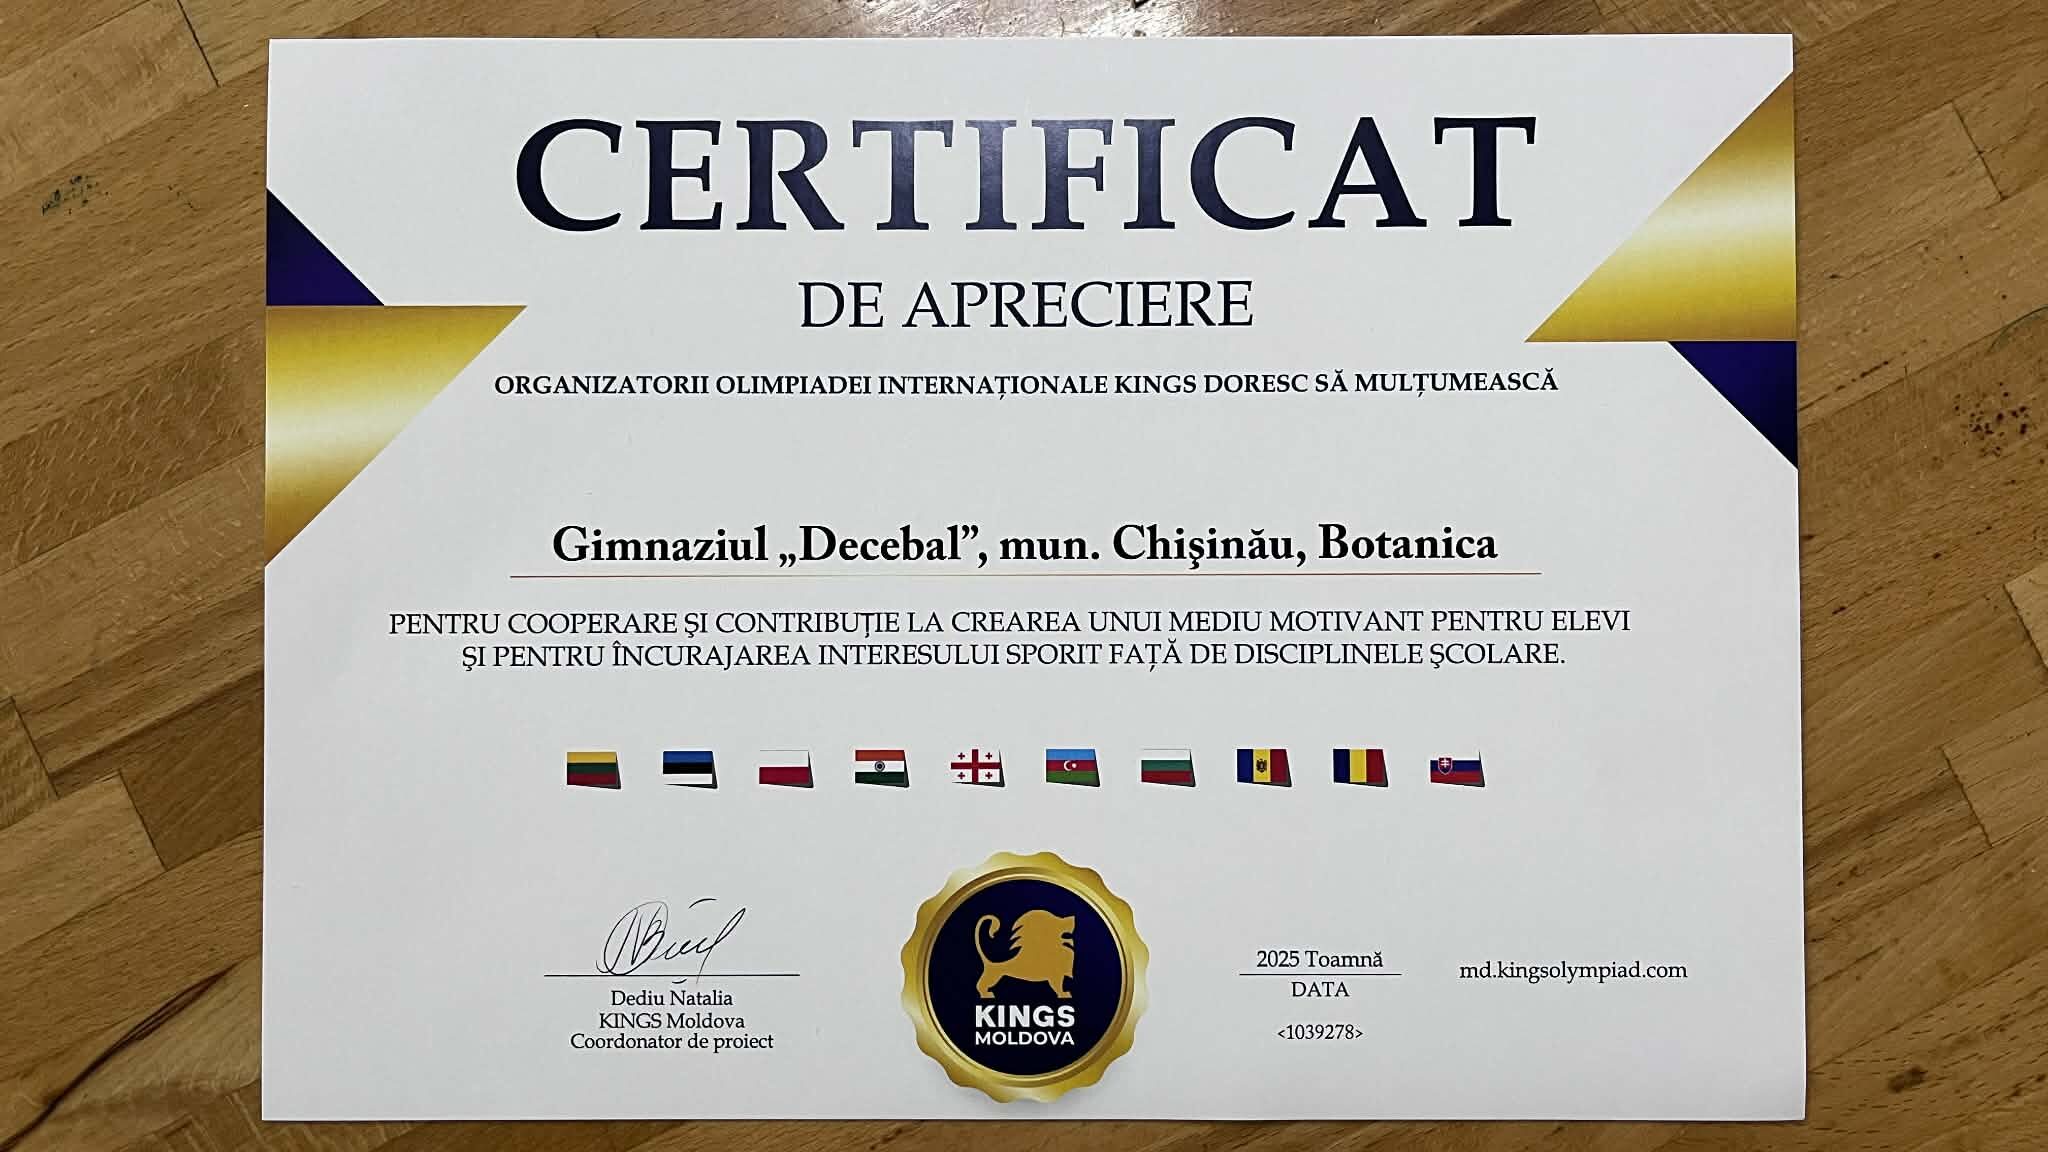 CERTIFICAT
DE APRECIERE
ORGANIZATORII OLIMPIADEI INTERNAȚIONALE KINGS DORESC SĂ MULȚUMEASCĂ
Gimnaziul „Decebal”, mun. Chişinău, Botanica
PENTRU COOPERARE ŞI CONTRIBUŢIE LA CREAREA UNUI MEDIU MOTIVANT PENTRU ELEVI
ŞI PENTRU ÎNCURAJAREA INTERESULUI SPORIT FAȚĂ DE DISCIPLINELE ŞCOLARE.
Dediu Natalia
KINGS Moldova
Coordonator de proiect
KINGS
MOLDOVA
2025 Toamnă
DATA
<1039278>
md.kingsolympiad.com